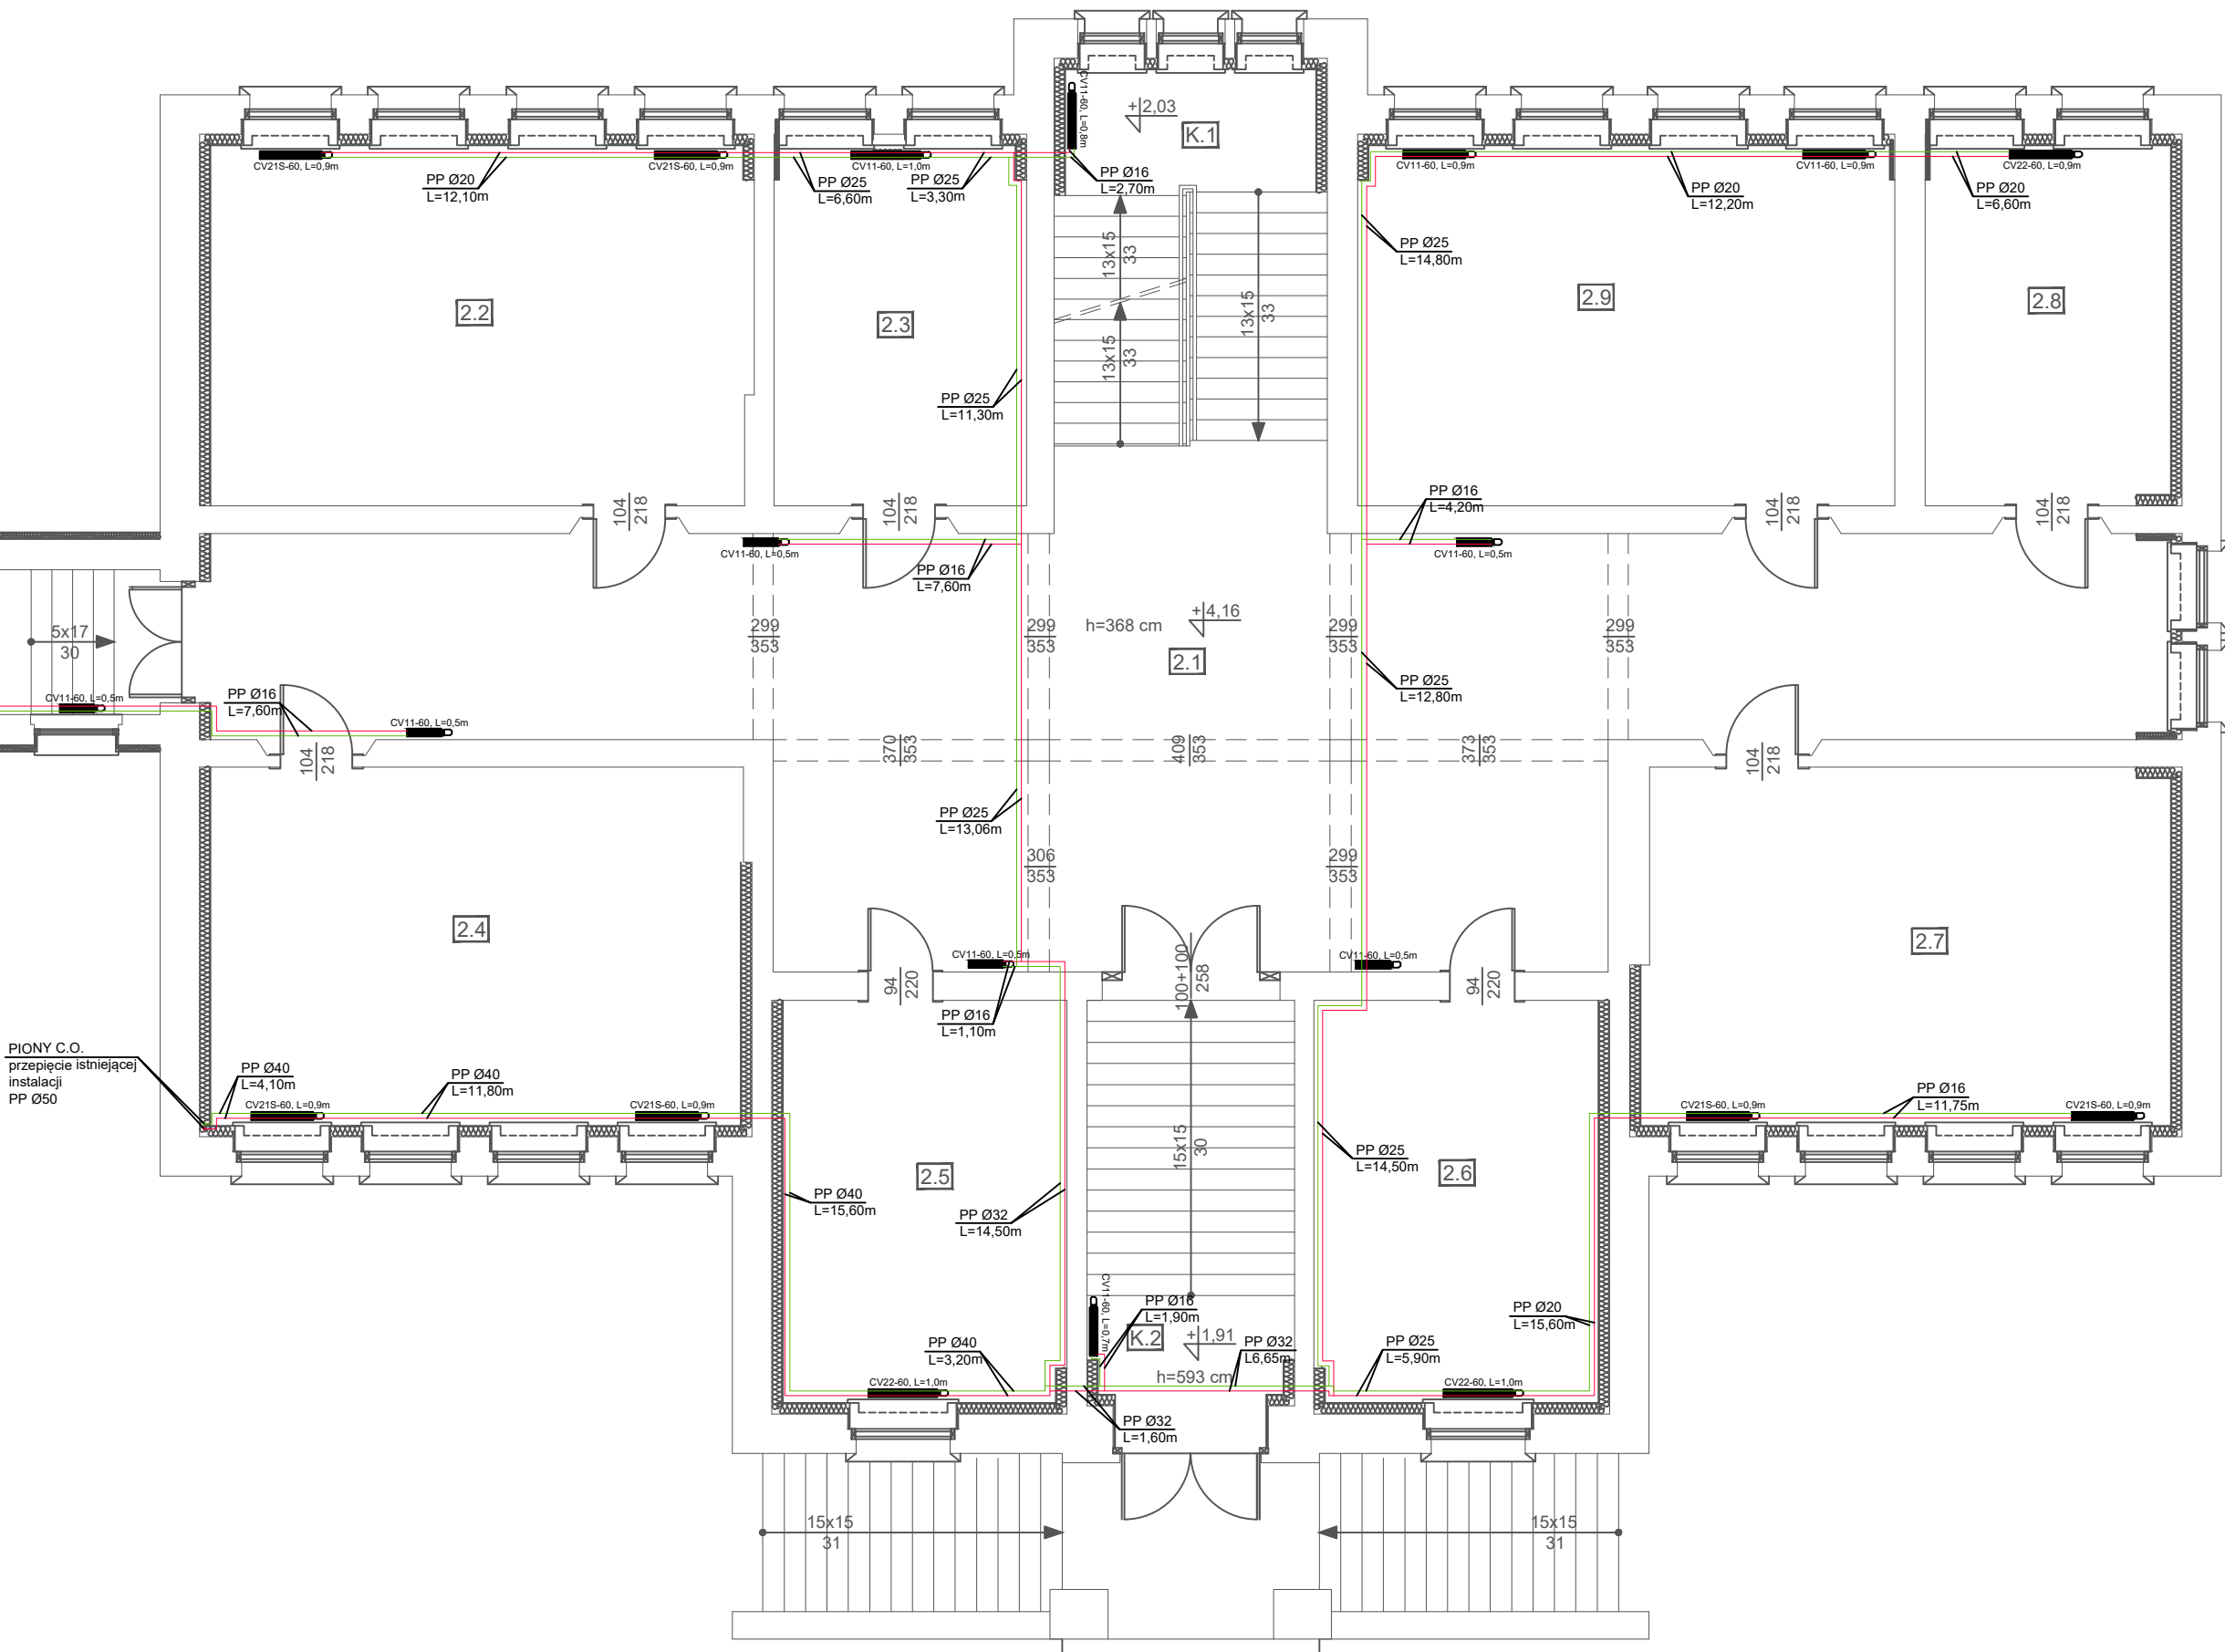 CV11-60, L=0,8m
+2,03
K.1
CV21S-60, L=0,9m
PP Ø20
L=12,10m
CV21S-60, L=0,9m
PP Ø25
L=6,60m
CV11-60, L=1,0m
PP Ø25
L=3,30m
PP Ø16
L=2,70m
CV11-60, L=0,9m
PP Ø20
L=12,20m
CV11-60, L=0,9m
CV22-60, L=0,9m
PP Ø20
L=6,60m
13x15
33
PP Ø25
L=14,80m
2.2
2.3
13x15
33
13x15
33
2.9
2.8
PP Ø25
L=11,30m
104
218
104
218
PP Ø16
L=4,20m
104
218
104
218
CV11-60, L=0,5m
PP Ø16
L=7,60m
CV11-60, L=0,5m
5x17
30
299
353
299
353
h=368 cm
+4,16
299
353
299
353
2.1
CV11-60, L=0,5m
PP Ø16
L=7,60m
CV11-60, L=0,5m
PP Ø25
L=12,80m
104
218
370
353
409
353
373
353
104
218
PP Ø25
L=13,06m
306
353
299
353
2.4
2.7
CV11-60, L=0,5m
CV11-60, L=0,5m
94
220
100+100
258
94
220
PP Ø16
L=1,10m
PIONY C.O.
przepięcie istniejącej
instalacji
PP Ø50
PP Ø40
L=4,10m
PP Ø40
L=11,80m
CV21S-60, L=0,9m
CV21S-60, L=0,9m
CV21S-60, L=0,9m
PP Ø16
L=11,75m
CV21S-60, L=0,9m
15x15
30
PP Ø25
L=14,50m
2.5
2.6
PP Ø40
L=15,60m
PP Ø32
L=14,50m
CV11-60, L=0,7m
PP Ø16
L=1,90m
PP Ø20
L=15,60m
K.2
+1,91
PP Ø40
L=3,20m
PP Ø32
L6,65m
PP Ø25
L=5,90m
h=593 cm
CV22-60, L=1,0m
CV22-60, L=1,0m
PP Ø32
L=1,60m
15x15
31
15x15
31